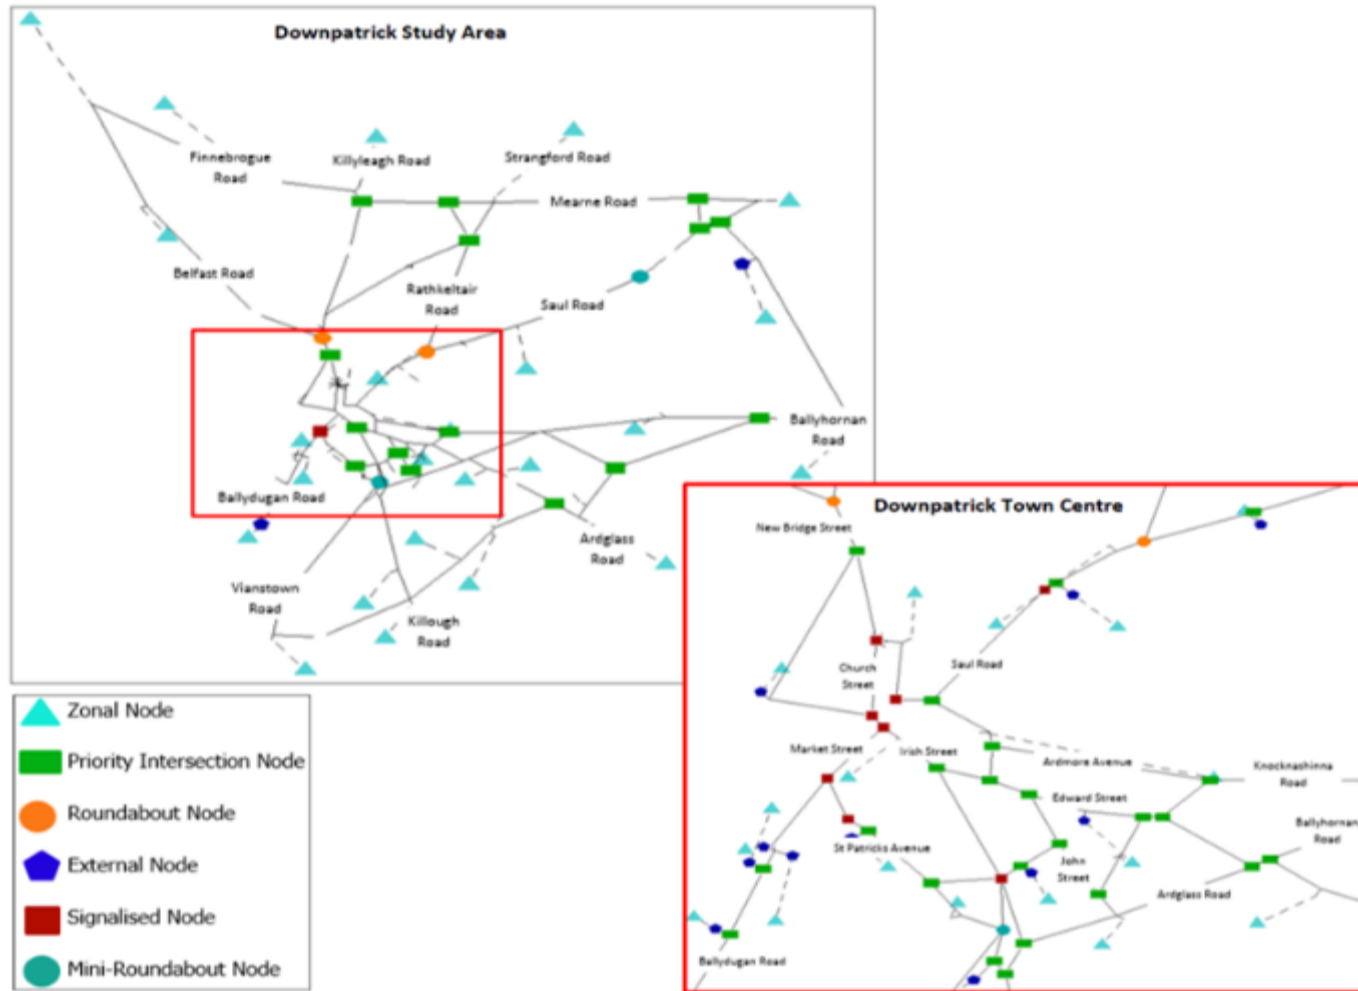 Downpatrick Study Area
Finnebrogue
Road
Killyleagh Road
Strangford Road
Mearne Road
Belfast Road
Rathkeltair
Road
Saul Road
Ballyhornan
Road
Ballydugan Road
Ardglass
Road
Vianstown
Road
Killough
Road
Zonal Node
Priority Intersection Node
Roundabout Node
External Node
Signalised Node
Mini-Roundabout Node
Downpatrick Town Centre
New Bridge Street
Church
Street
Saul Road
Market Street
Irish Street
Ardmore Avenue
Knocknashinna
Road
Edward Street
Ballyhornan
Road
St Patricks Avenue
John
Street
Ardglass Road
Ballydugan Road